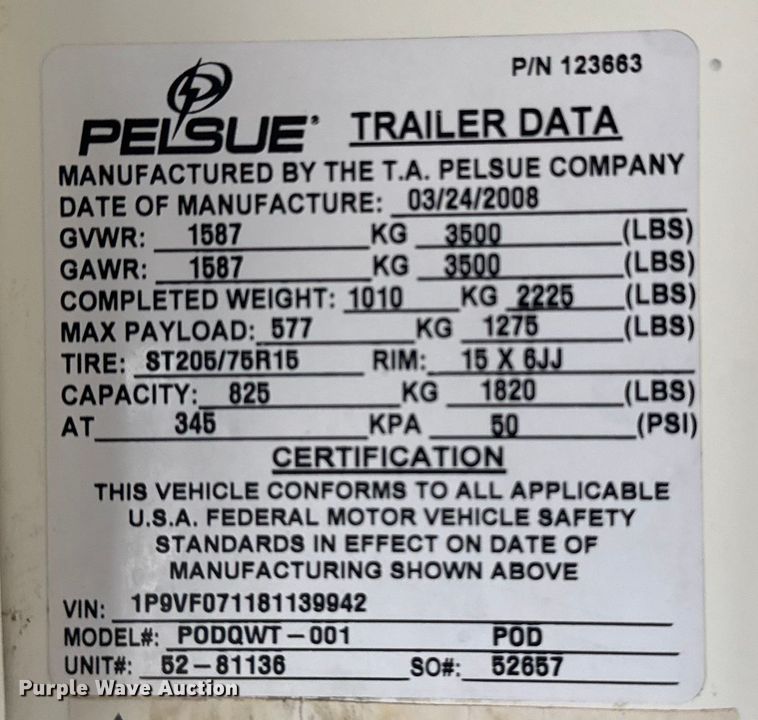 P/N 123663
PELSUE® TRAILER DATA
MANUFACTURED BY THE T.A. PELSUE COMPANY
DATE OF MANUFACTURE: 03/24/2008
GVWR: 1587 KG 3500 (LBS)
GAWR: 1587 KG 3500 (LBS)
COMPLETED WEIGHT: 1010 KG 2225 (LBS)
MAX PAYLOAD: 577 KG 1275 (LBS)
TIRE: ST205/75R15 RIM: 15 X 6JJ
CAPACITY: 825 KG 1820 (LBS)
AT 345 KPA 50 (PSI)
CERTIFICATION
THIS VEHICLE CONFORMS TO ALL APPLICABLE
U.S.A. FEDERAL MOTOR VEHICLE SAFETY
STANDARDS IN EFFECT ON DATE OF
MANUFACTURING SHOWN ABOVE
VIN: 1P9VF071181139942
MODEL#: PODQWT-001 POD
UNIT#: 52-81136 SO#: 52657
Purple Wave Auction